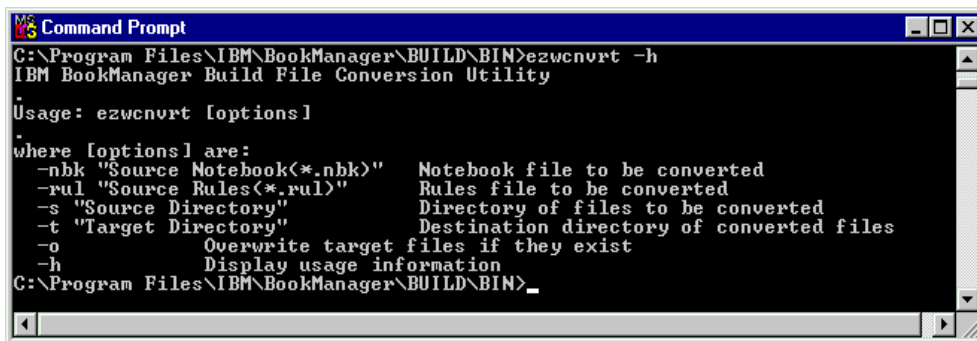 Command Prompt
C:\Program Files\IBM\BookManager\BUILD\BIN>ezwcnvrt -h
IBM BookManager Build File Conversion Utility
.
Usage: ezwcnvrt [options]
.
where [options] are:
  -nbk "Source Notebook(*.nbk)"   Notebook file to be converted
  -rul "Source Rules(*.rul)"      Rules file to be converted
  -s "Source Directory"           Directory of files to be converted
  -t "Target Directory"           Destination directory of converted files
  -o            Overwrite target files if they exist
  -h            Display usage information
C:\Program Files\IBM\BookManager\BUILD\BIN>_